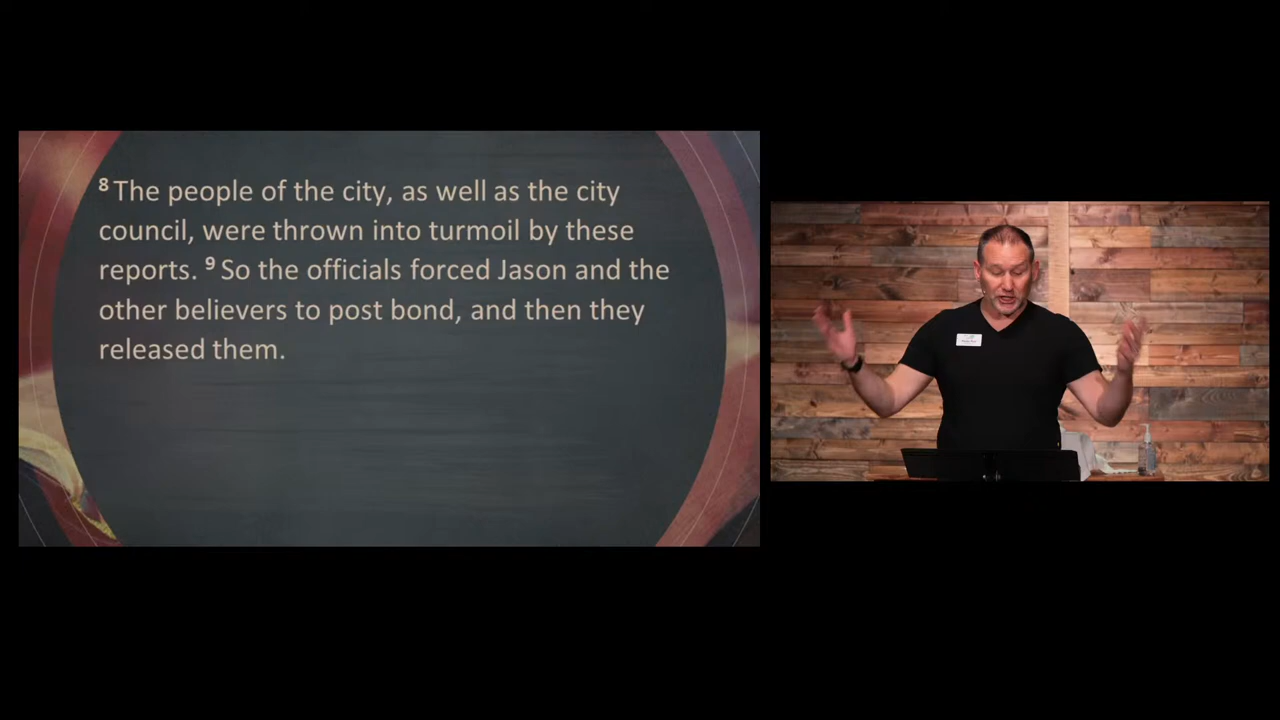 ⁸ The people of the city, as well as the city
council, were thrown into turmoil by these
reports. ⁹ So the officials forced Jason and the
other believers to post bond, and then they
released them.